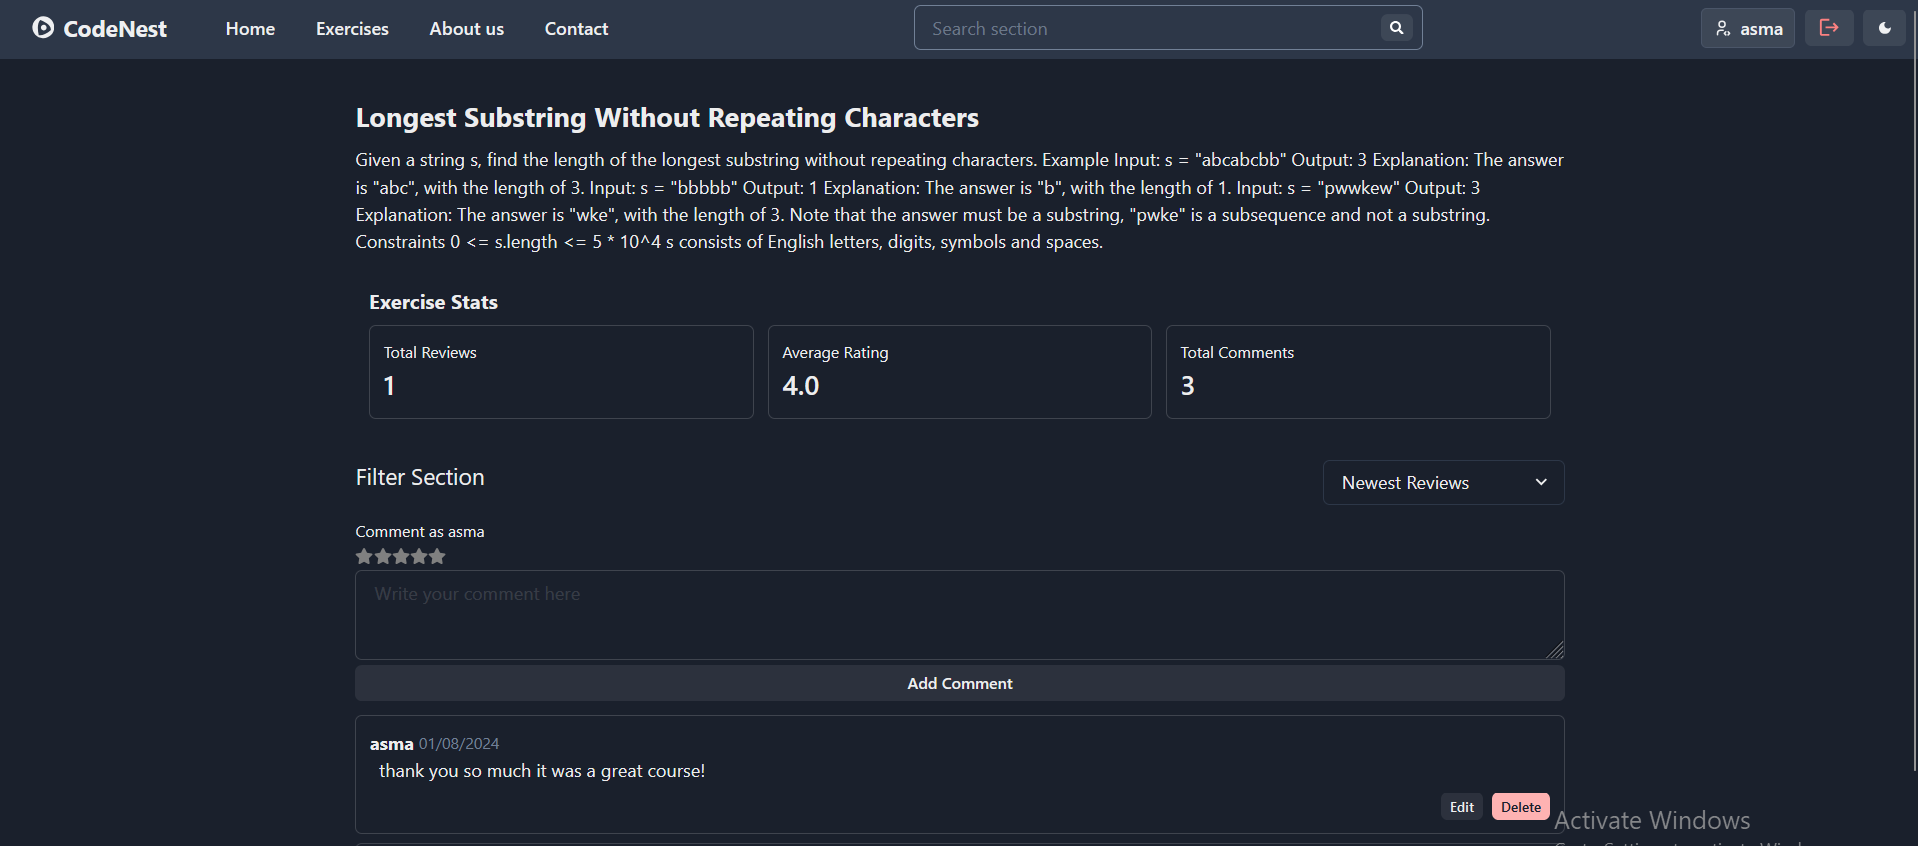 CodeNest Home Exercises About us Contact Search section asma
Longest Substring Without Repeating Characters
Given a string s, find the length of the longest substring without repeating characters. Example Input: s = "abcabcbb" Output: 3 Explanation: The answer
is "abc", with the length of 3. Input: s = "bbbbb" Output: 1 Explanation: The answer is "b", with the length of 1. Input: s = "pwwkew" Output: 3
Explanation: The answer is "wke", with the length of 3. Note that the answer must be a substring, "pwke" is a subsequence and not a substring.
Constraints 0 <= s.length <= 5 * 10^4 s consists of English letters, digits, symbols and spaces.
Exercise Stats
Total Reviews
1
Average Rating
4.0
Total Comments
3
Filter Section
Newest Reviews
Comment as asma
Write your comment here
Add Comment
asma 01/08/2024
thank you so much it was a great course!
Edit Delete
Activate Windows